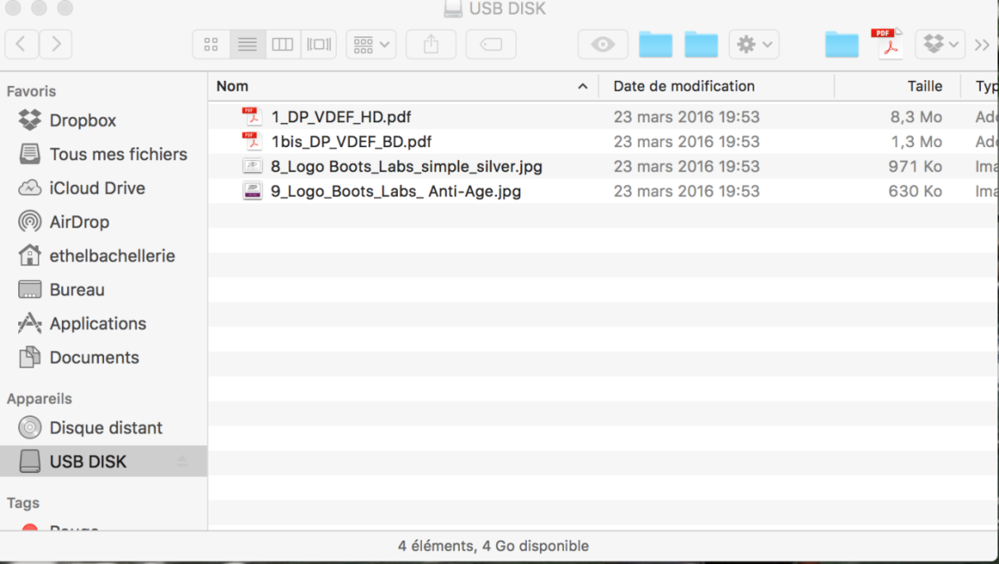 USB DISK
Favoris
Dropbox
Tous mes fichiers
iCloud Drive
AirDrop
ethelbachellerie
Bureau
Applications
Documents
Appareils
Disque distant
USB DISK
Tags
Nom Date de modification Taille Typ
1_DP_VDEF_HD.pdf 23 mars 2016 19:53 8,3 Mo Ado
1bis_DP_VDEF_BD.pdf 23 mars 2016 19:53 1,3 Mo Ado
8_Logo Boots_Labs_simple_silver.jpg 23 mars 2016 19:53 971 Ko Ima
9_Logo_Boots_Labs_ Anti-Age.jpg 23 mars 2016 19:53 630 Ko Ima
4 éléments, 4 Go disponible